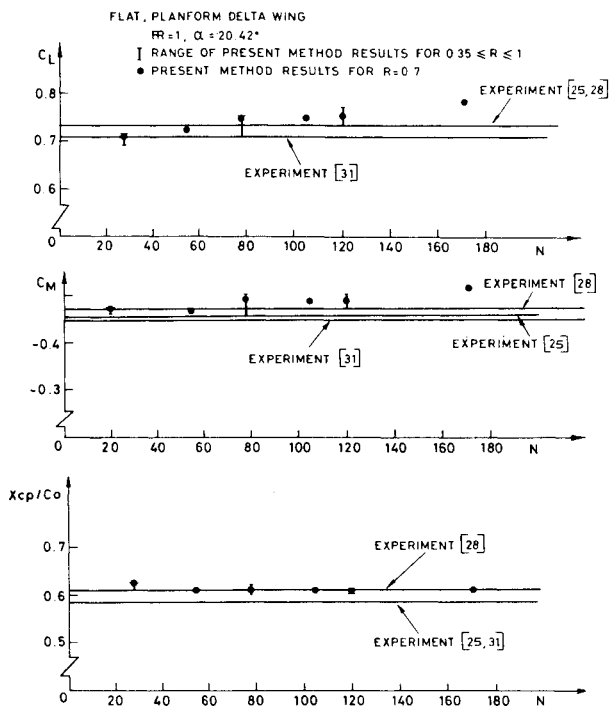 FLAT, PLANFORM DELTA WING
ÆR=1, α=20.42°
RANGE OF PRESENT METHOD RESULTS FOR 0.35 ≤ R ≤ 1
PRESENT METHOD RESULTS FOR R=0.7
CL
0.8
0.7
0.6
0
EXPERIMENT [25,28]
EXPERIMENT [31]
20 40 60 80 100 120 140 160 180 N
CM
-0.4
-0.3
0
EXPERIMENT [28]
EXPERIMENT [25]
EXPERIMENT [31]
20 40 60 80 100 120 140 160 180 N
Xcp/Co
0.7
0.6
0.5
0
EXPERIMENT [28]
EXPERIMENT [25,31]
20 40 60 80 100 120 140 160 180 N